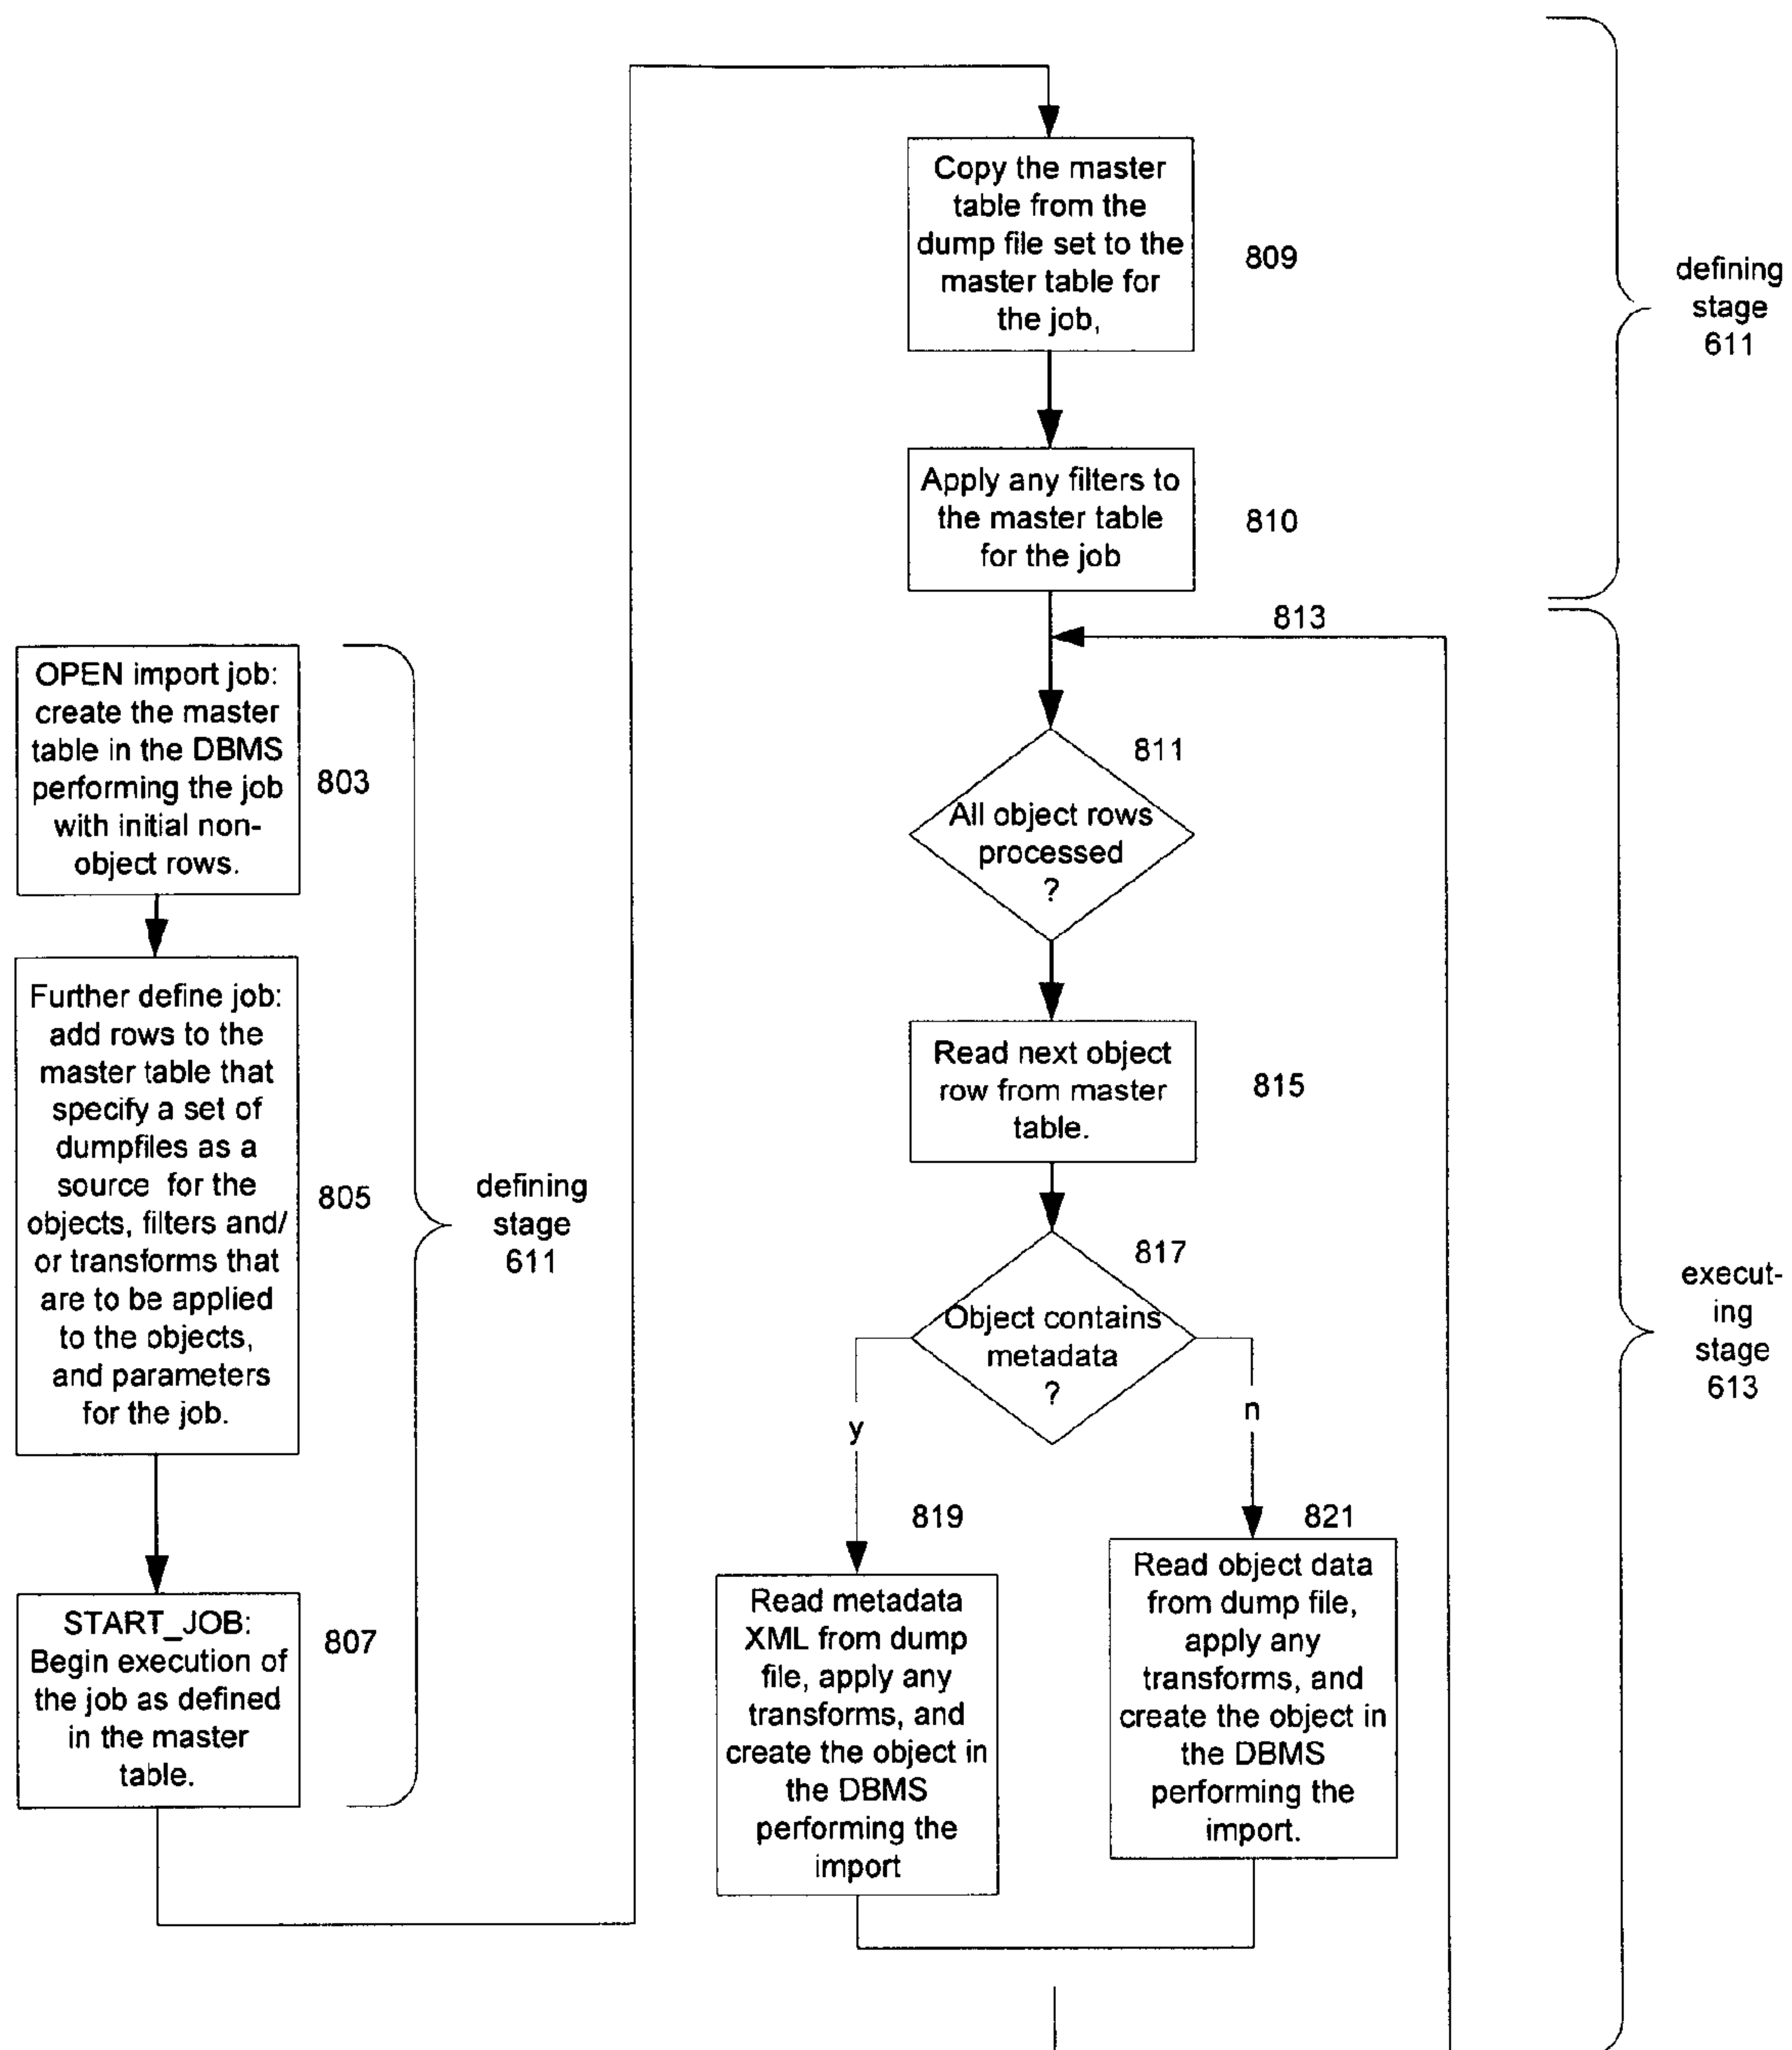 OPEN import job:
create the master
table in the DBMS
performing the job
with initial non-
object rows.
803
Further define job:
add rows to the
master table that
specify a set of
dumpfiles as a
source for the
objects, filters and/
or transforms that
are to be applied
to the objects,
and parameters
for the job.
805
START_JOB:
Begin execution of
the job as defined
in the master
table.
807
defining
stage
611
Copy the master
table from the
dump file set to the
master table for
the job,
809
Apply any filters to
the master table
for the job
810
defining
stage
611
813
811
All object rows
processed
?
Read next object
row from master
table.
815
817
Object contains
metadata
?
y
n
819
Read metadata
XML from dump
file, apply any
transforms, and
create the object in
the DBMS
performing the
import
821
Read object data
from dump file,
apply any
transforms, and
create the object in
the DBMS
performing the
import.
execut-
ing
stage
613